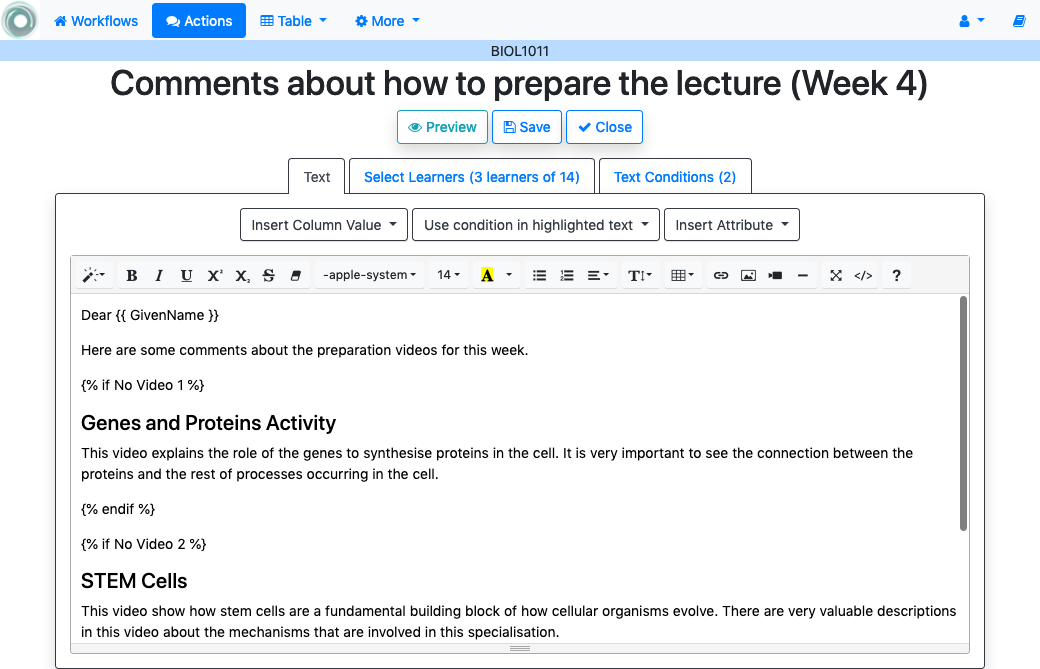 Workflows Actions Table More
BIOL1011
Comments about how to prepare the lecture (Week 4)
Preview Save Close
Text Select Learners (3 learners of 14) Text Conditions (2)
Insert Column Value Use condition in highlighted text Insert Attribute
B I U X² X₂ S -apple-system 14 A T </> ?
Dear {{ GivenName }}
Here are some comments about the preparation videos for this week.
{% if No Video 1 %}
Genes and Proteins Activity
This video explains the role of the genes to synthesise proteins in the cell. It is very important to see the connection between the
proteins and the rest of processes occurring in the cell.
{% endif %}
{% if No Video 2 %}
STEM Cells
This video show how stem cells are a fundamental building block of how cellular organisms evolve. There are very valuable descriptions
in this video about the mechanisms that are involved in this specialisation.